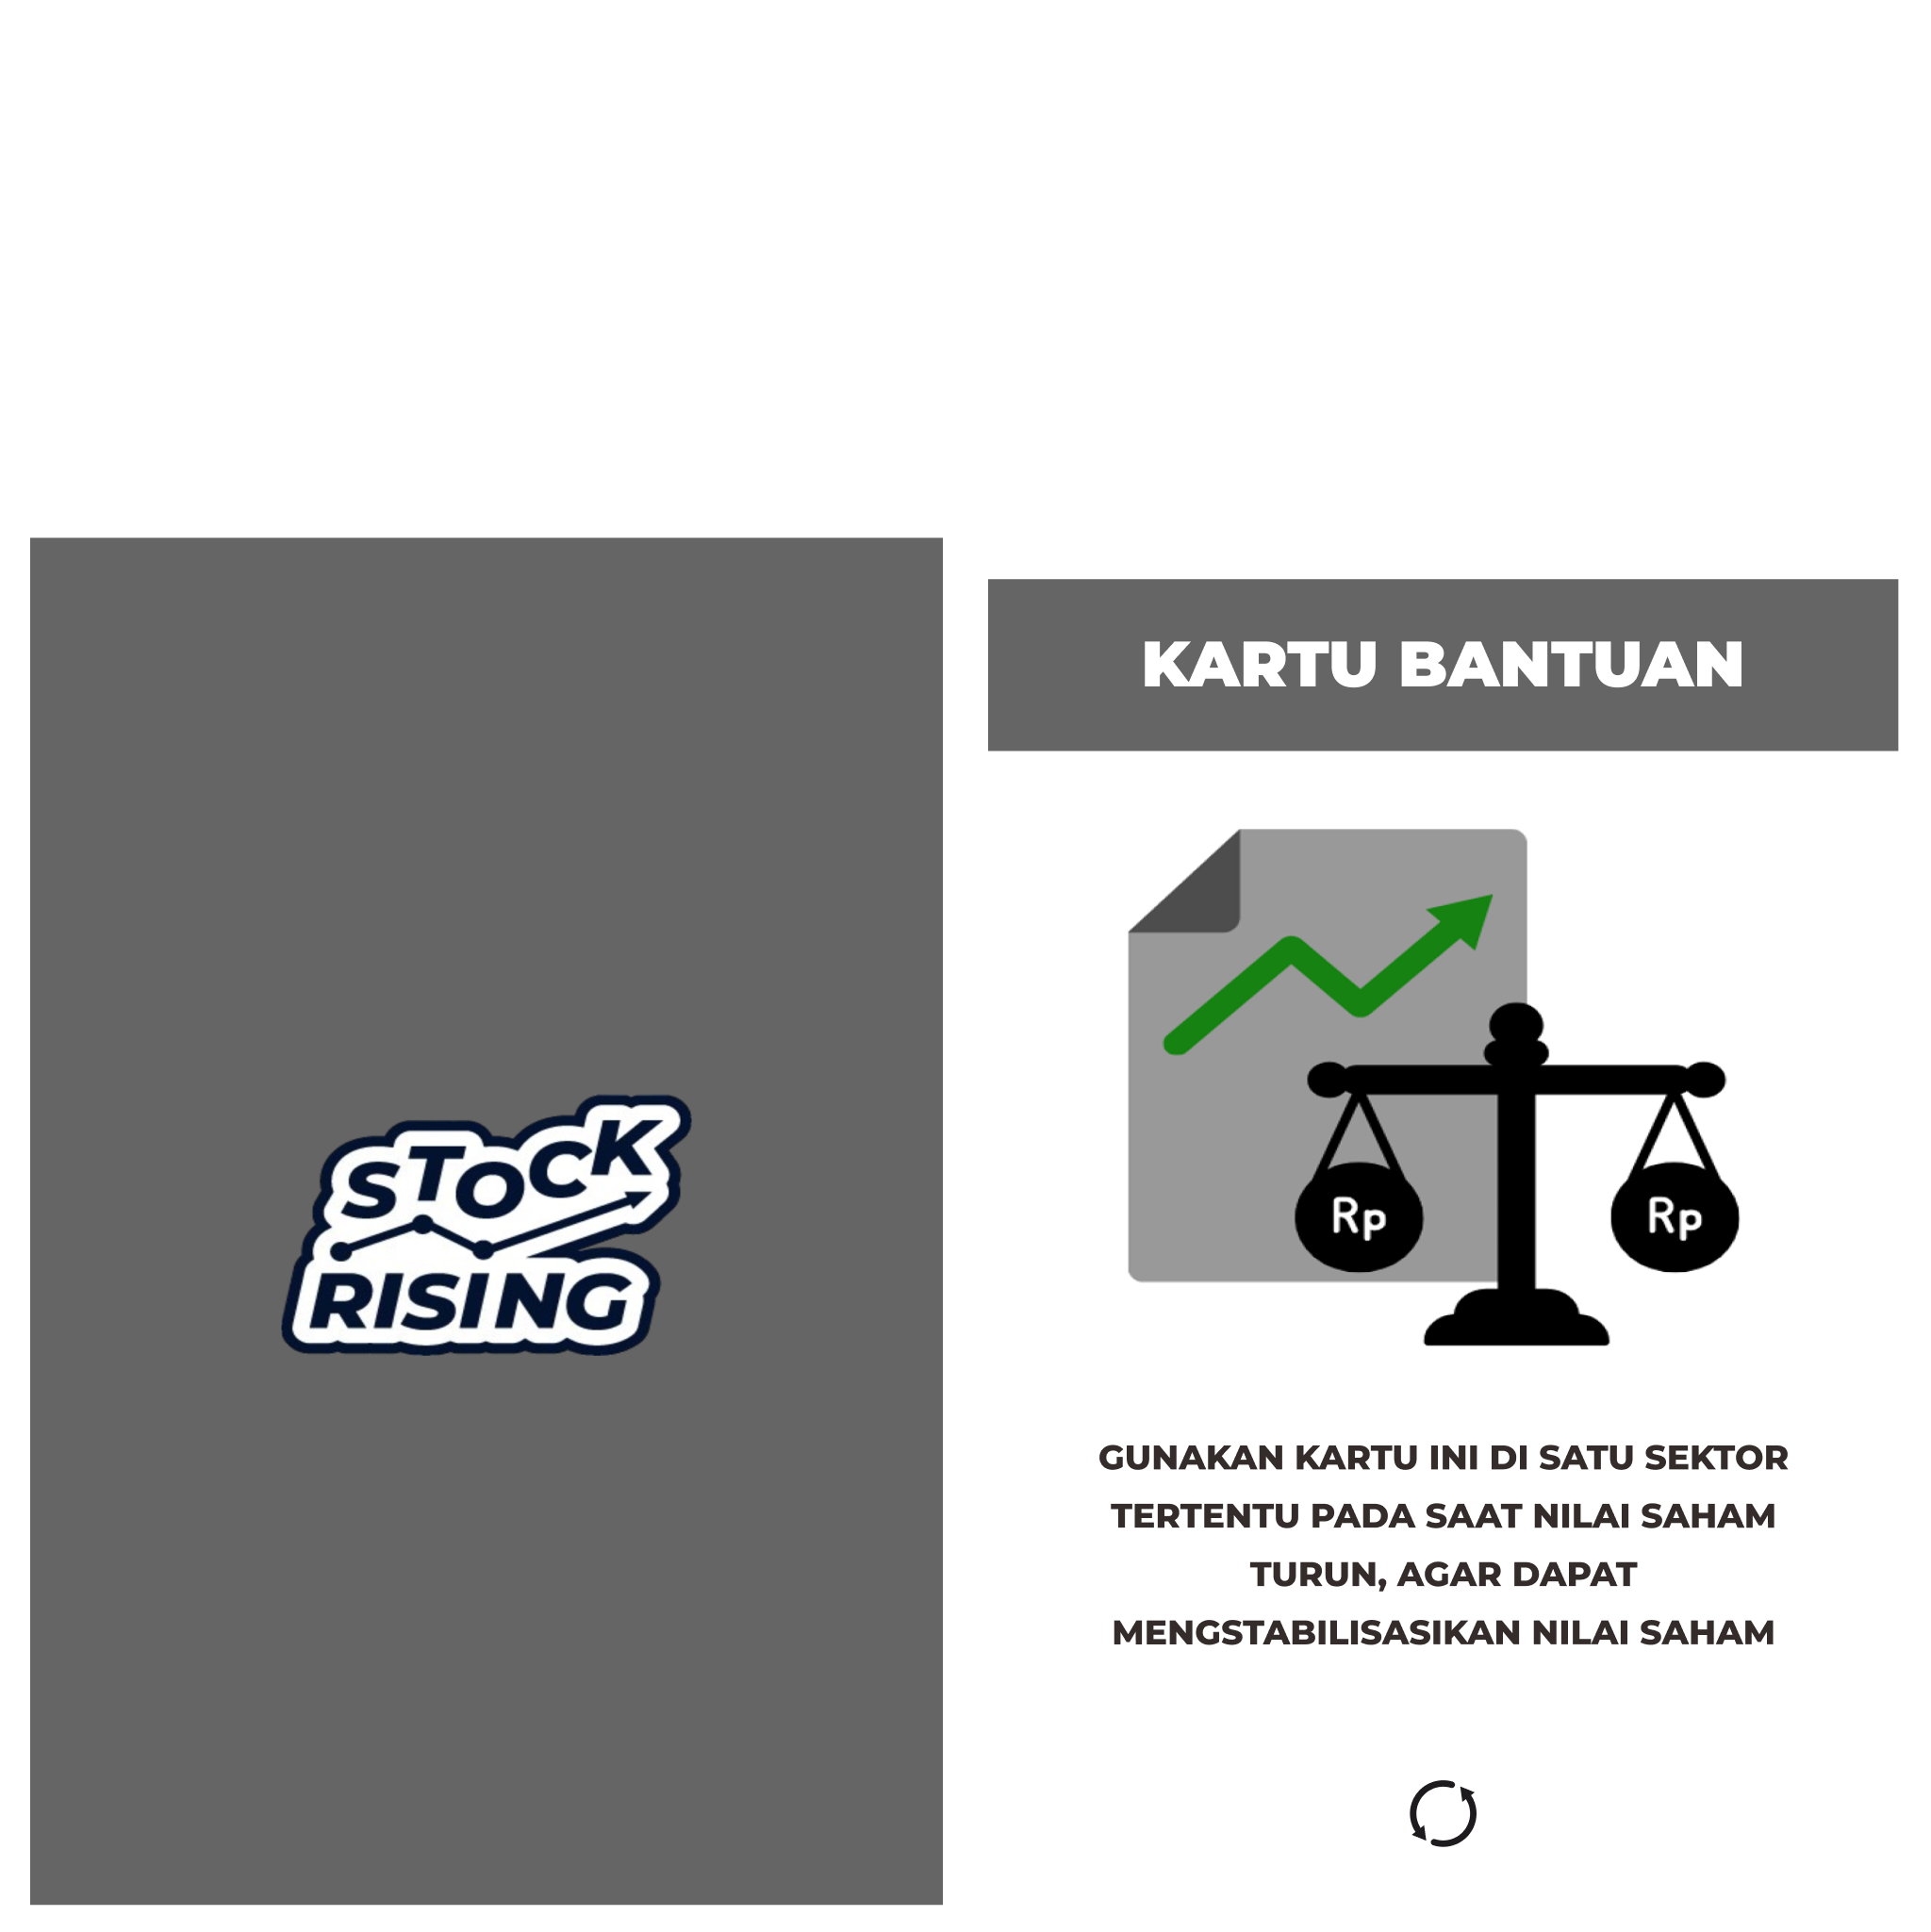 STOCK
RISING
KARTU BANTUAN
Rp
Rp
GUNAKAN KARTU INI DI SATU SEKTOR
TERTENTU PADA SAAT NILAI SAHAM
TURUN, AGAR DAPAT
MENGSTABILISASIKAN NILAI SAHAM